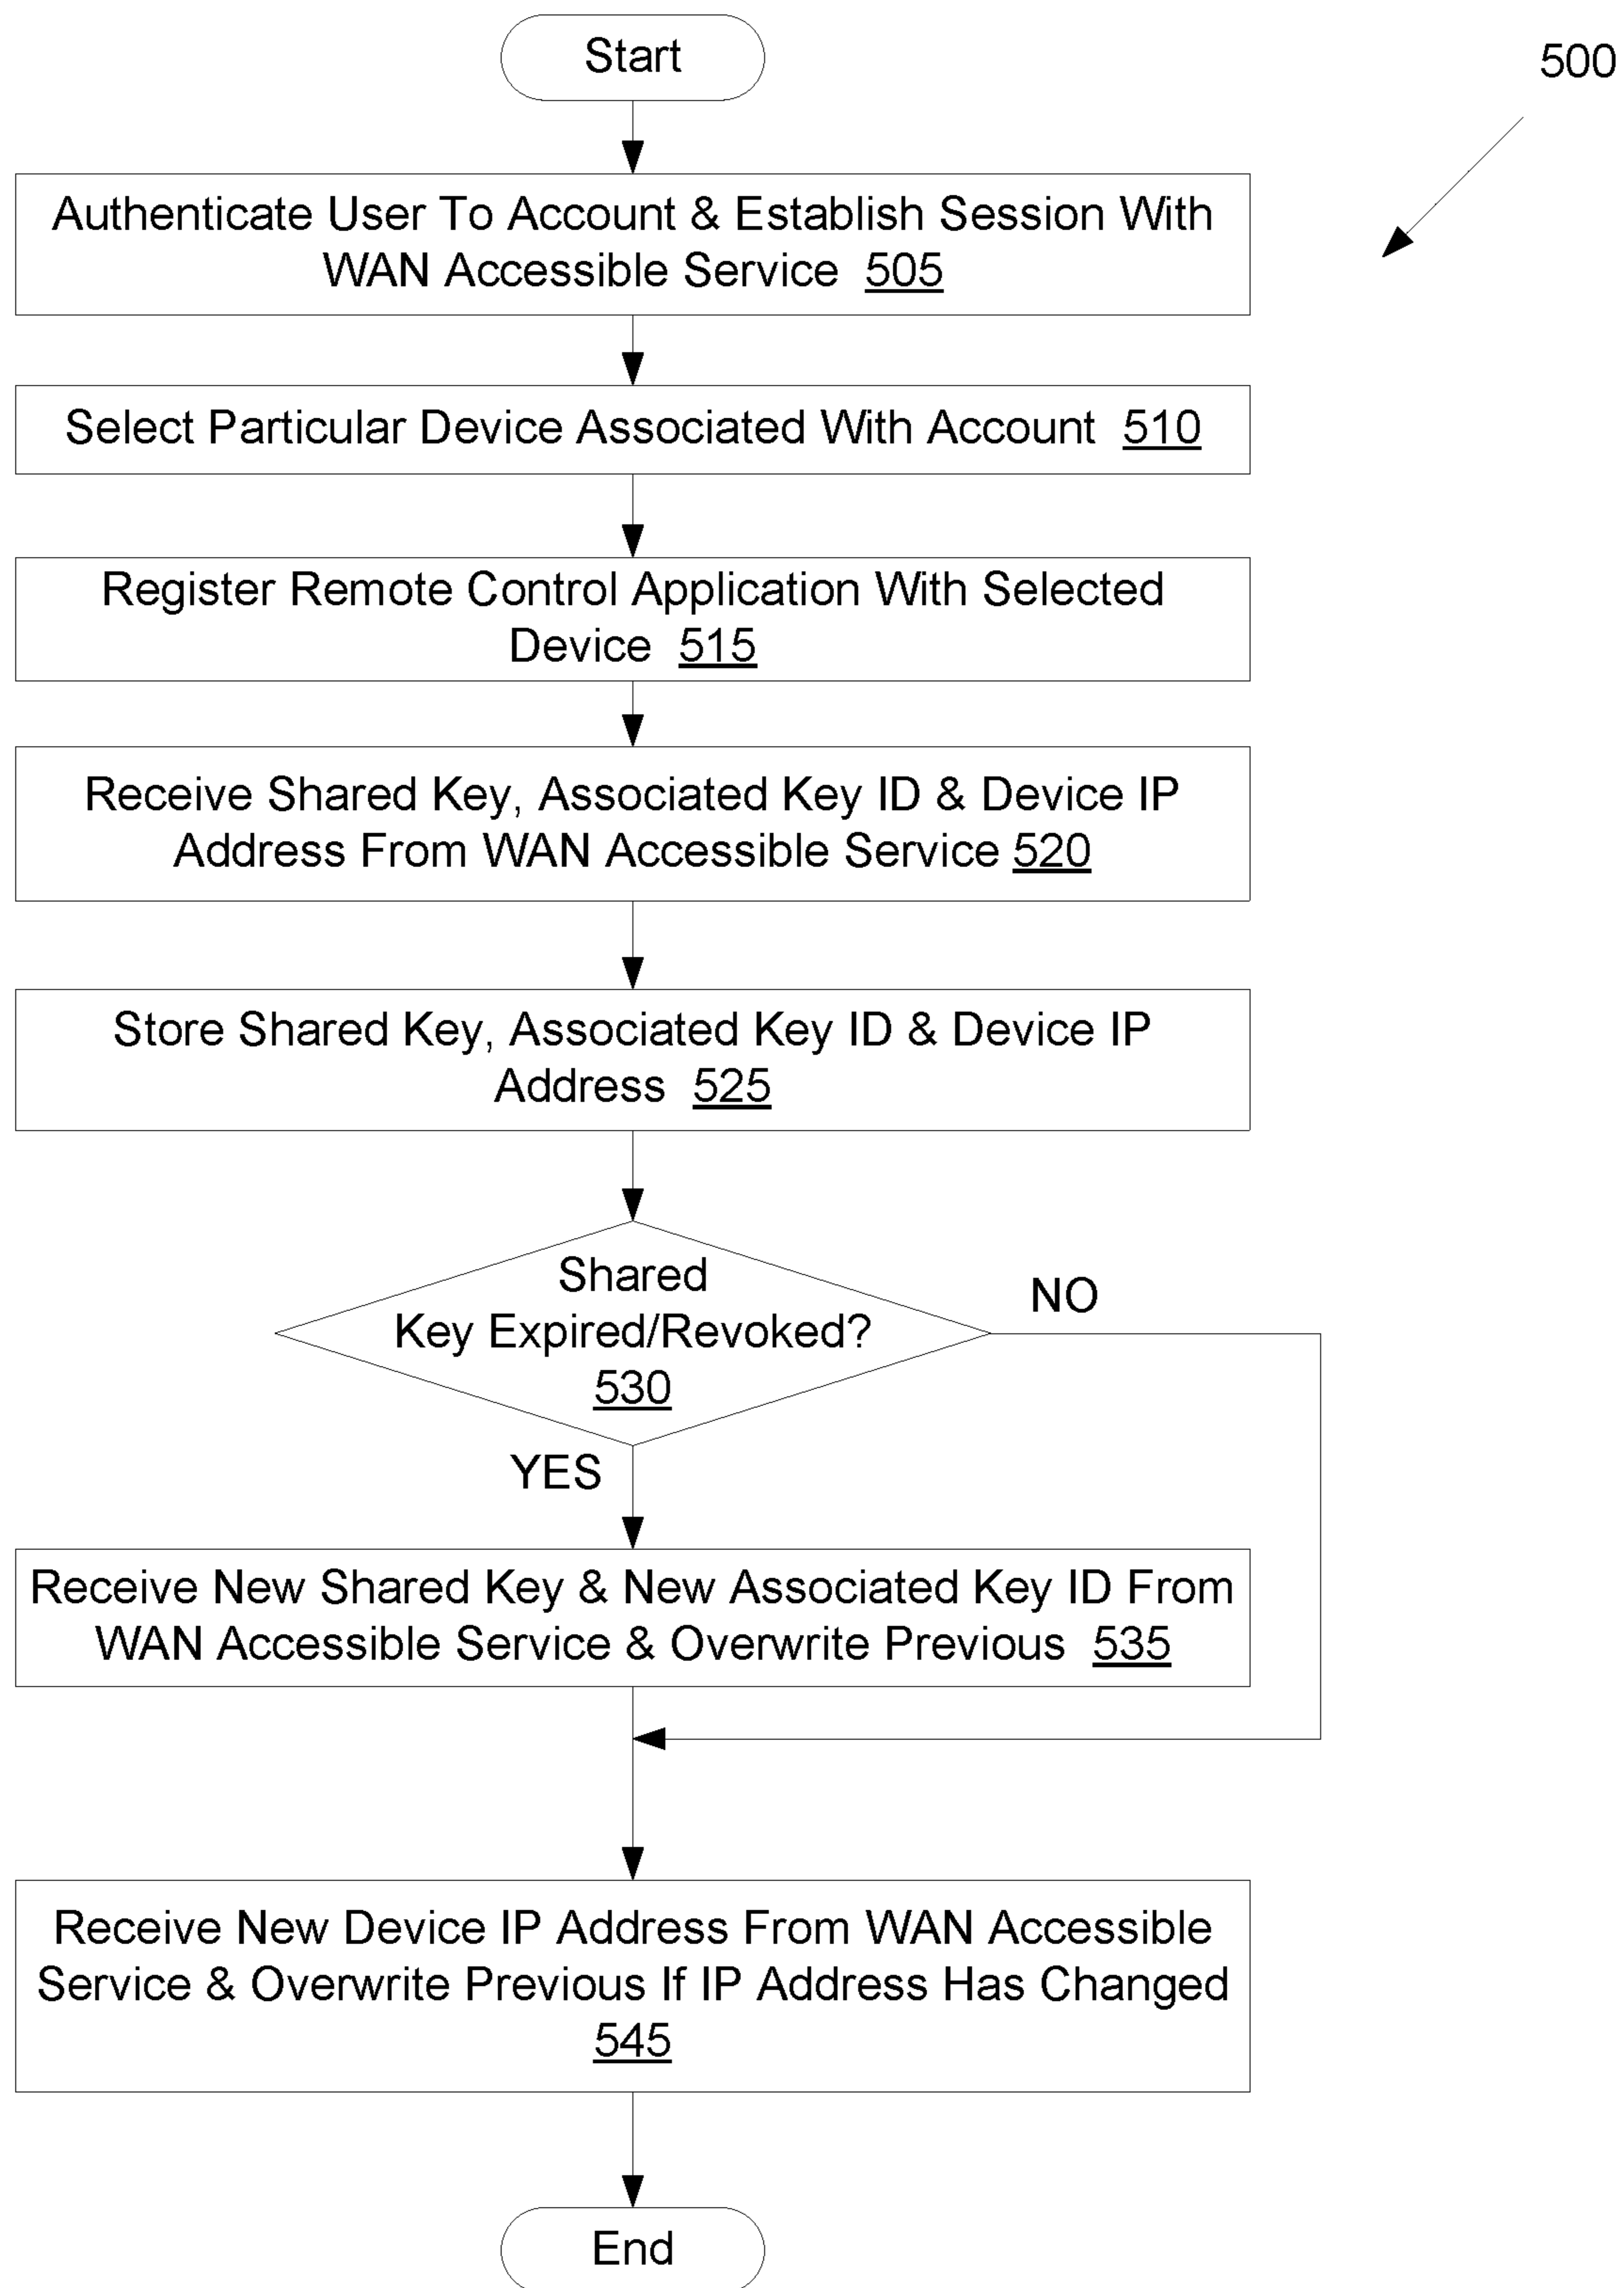 Start
500
Authenticate User To Account & Establish Session With
WAN Accessible Service 505
Select Particular Device Associated With Account 510
Register Remote Control Application With Selected
Device 515
Receive Shared Key, Associated Key ID & Device IP
Address From WAN Accessible Service 520
Store Shared Key, Associated Key ID & Device IP
Address 525
Shared
Key Expired/Revoked?
530
NO
YES
Receive New Shared Key & New Associated Key ID From
WAN Accessible Service & Overwrite Previous 535
Receive New Device IP Address From WAN Accessible
Service & Overwrite Previous If IP Address Has Changed
545
End